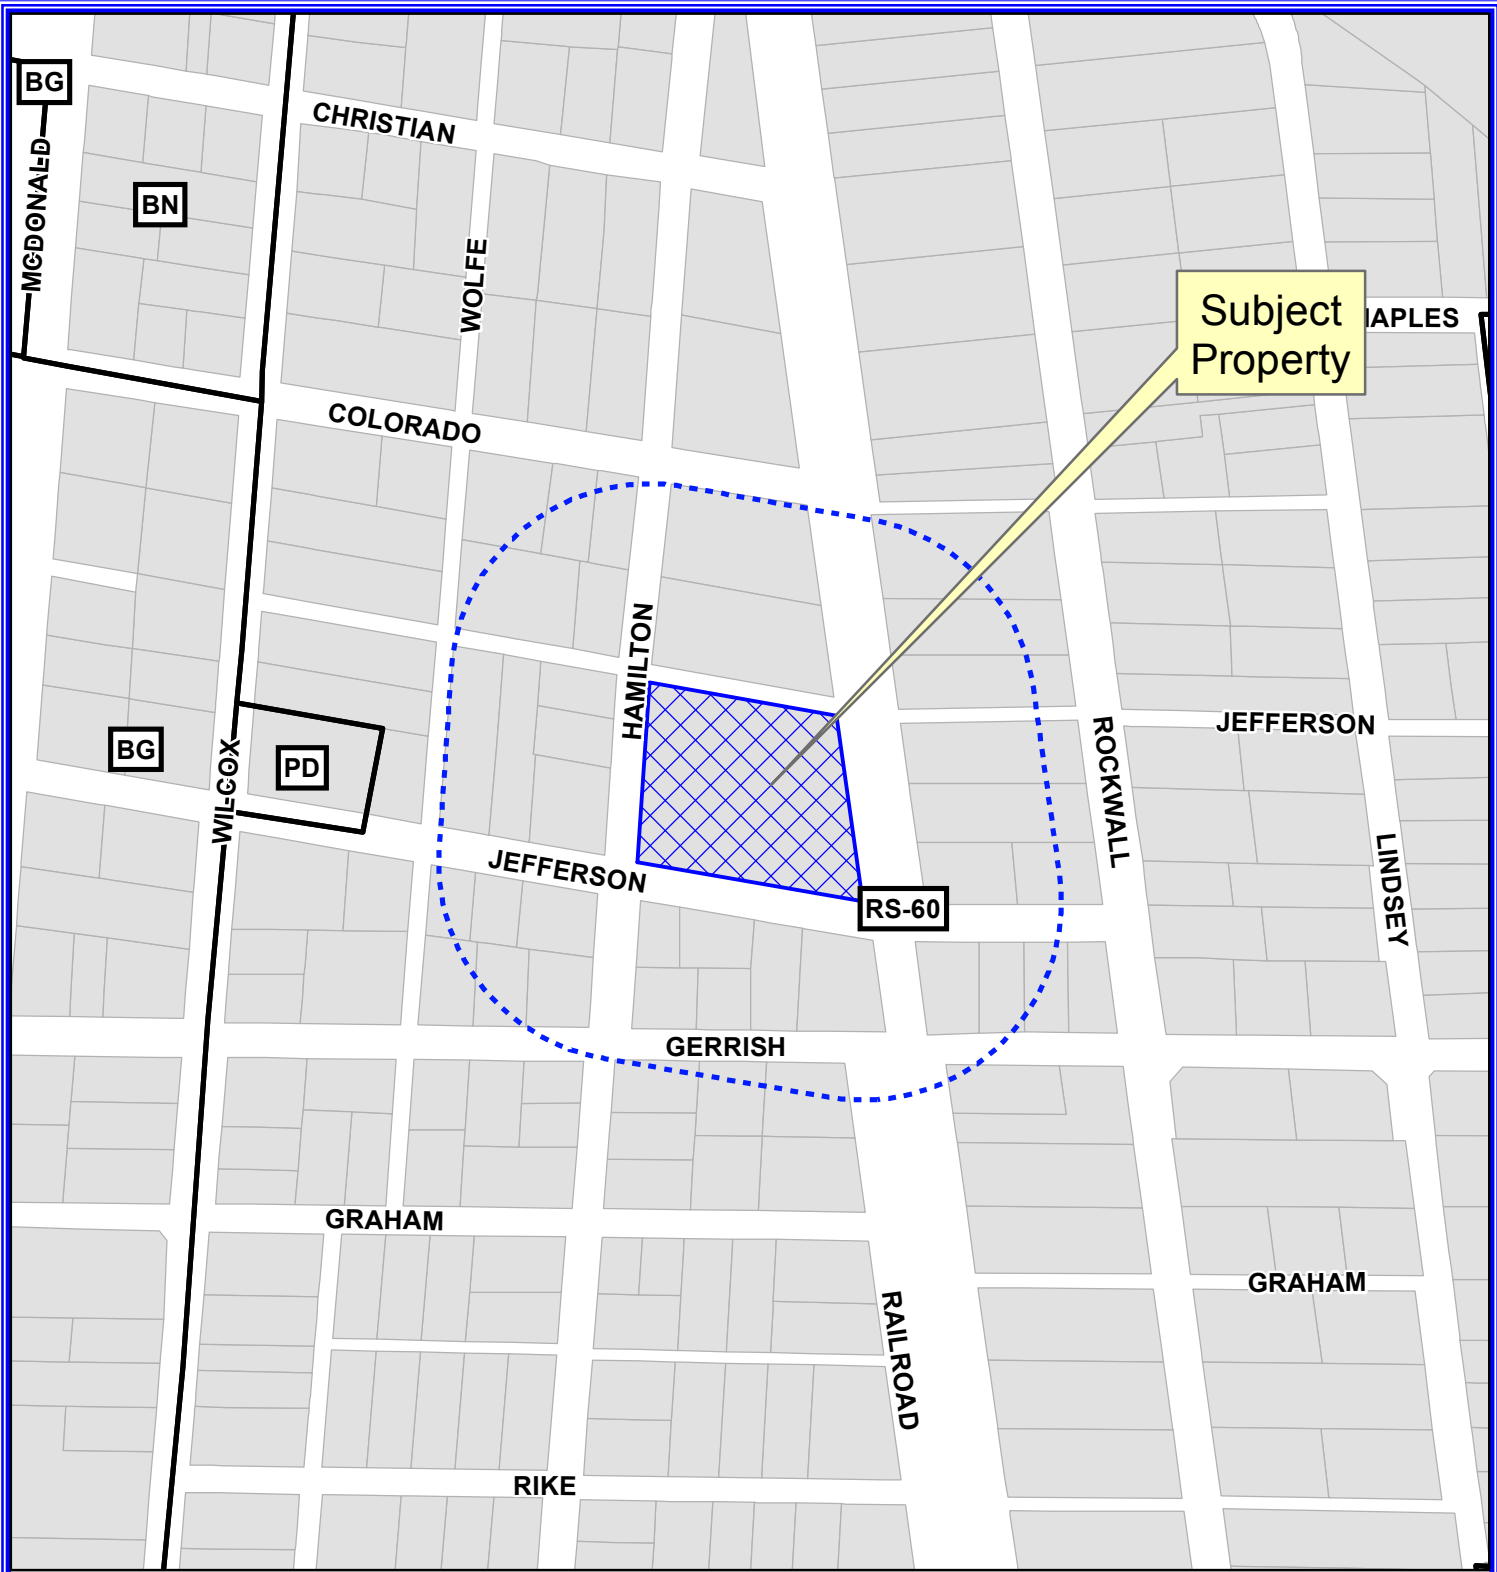 BG
CHRISTIAN
MCDONALD
BN
WOLFE
Subject
Property
COLORADO
HAMILTON
JEFFERSON
ROCKWALL
BG
PD
WILCOX
LINDSEY
JEFFERSON
RS-60
GERRISH
GRAHAM
GRAHAM
RAILROAD
RIKE